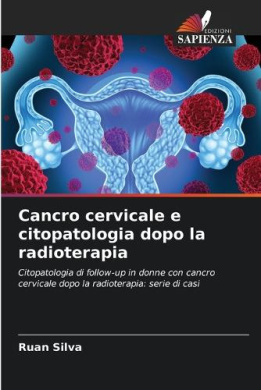 EDIZIONI
SAPIENZA
Cancro cervicale e
citopatologia dopo la
radioterapia
Citopatologia di follow-up in donne con cancro
cervicale dopo la radioterapia: serie di casi
Ruan Silva